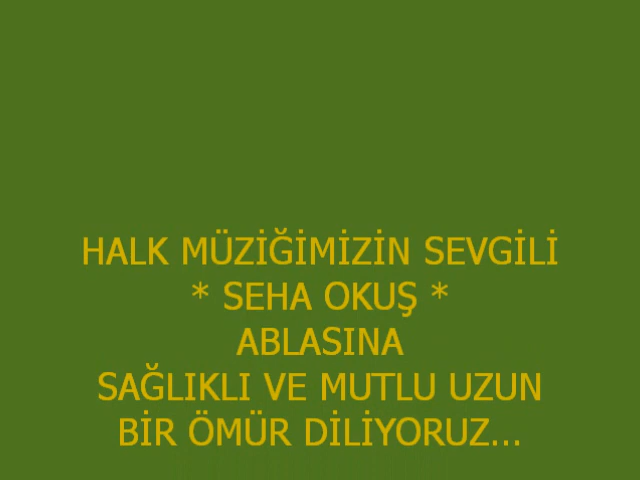 HALK MÜZİĞİMİZİN SEVGİLİ
* SEHA OKUŞ *
ABLASINA
SAĞLIKLI VE MUTLU UZUN
BİR ÖMÜR DİLİYORUZ...